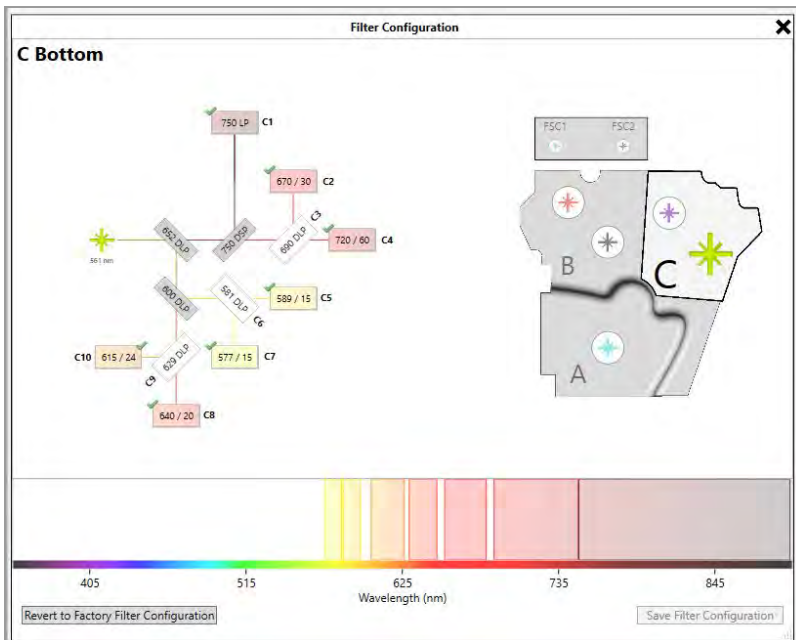 Filter Configuration
C Bottom
750 LP C1
670 / 30 C2
C3
652 DLP 750 DSP 690 DLP 720 / 60 C4
561 nm
600 DLP 581 DLP 589 / 15 C5
C6
C10 615 / 24 629 DLP 577 / 15 C7
C9
640 / 20 C8
FSC1 FSC2
B C
A
405 515 625 735 845
Wavelength (nm)
Revert to Factory Filter Configuration Save Filter Configuration